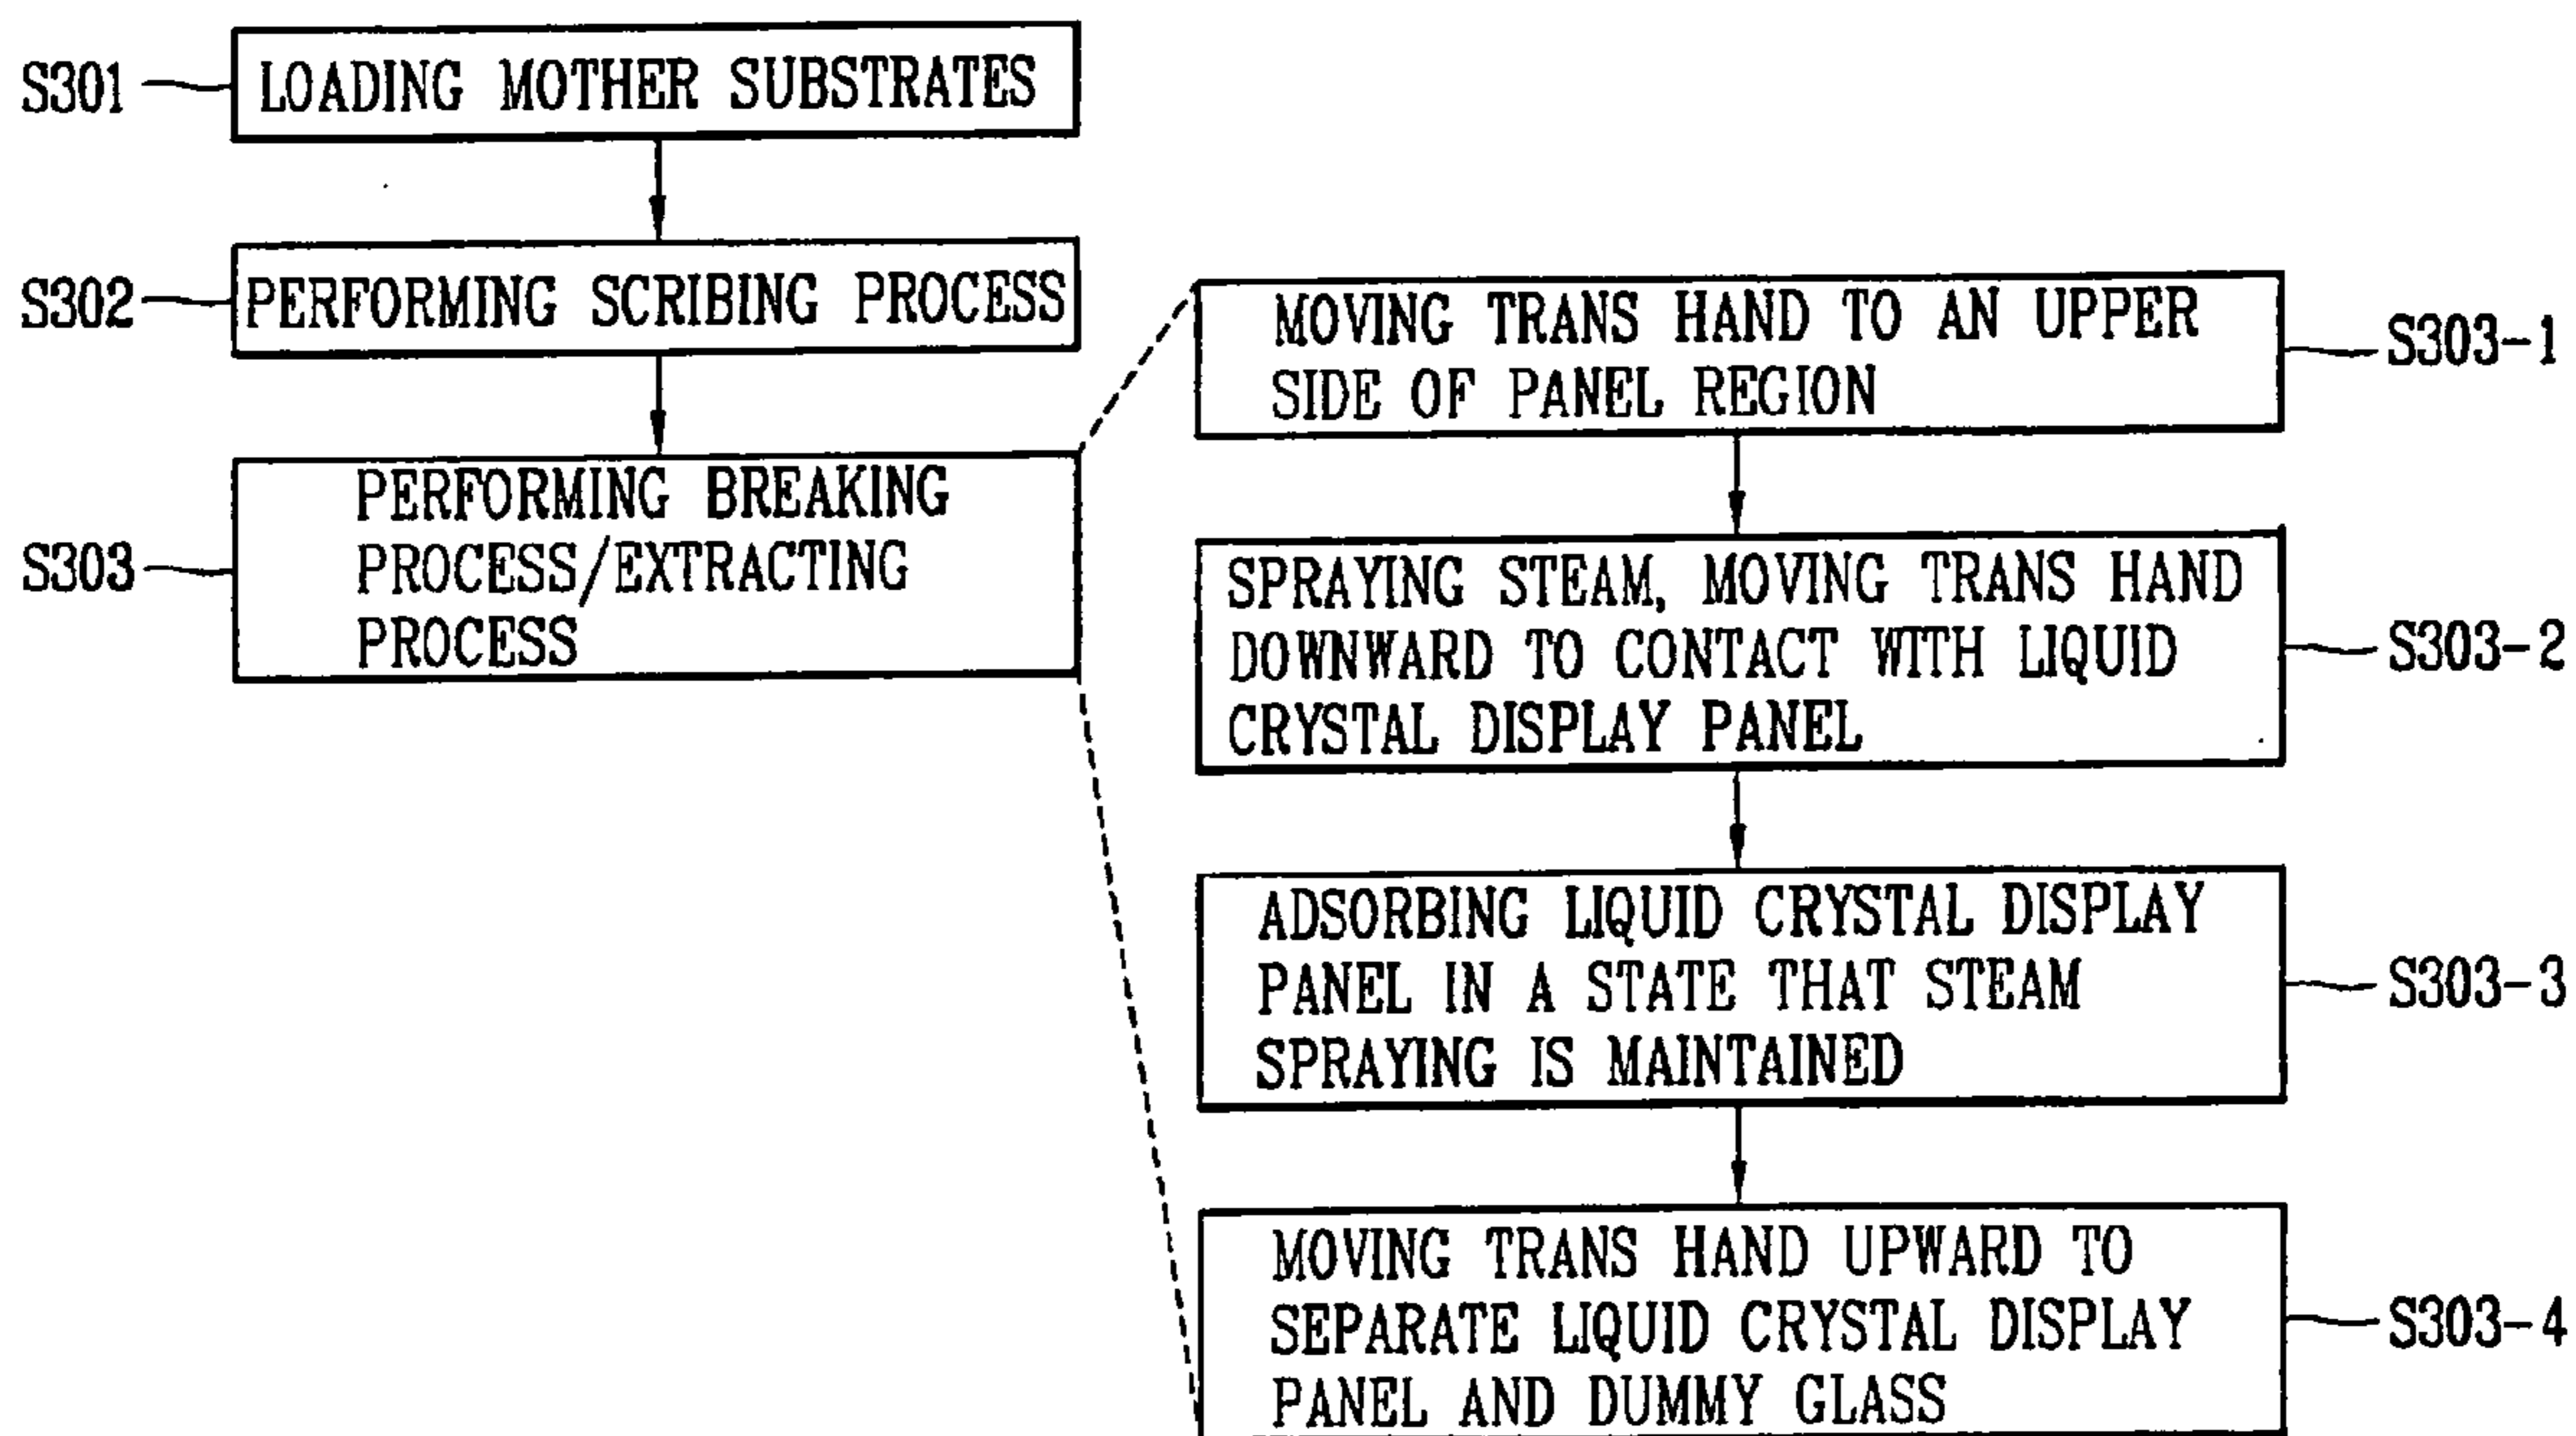 S301
LOADING MOTHER SUBSTRATES
S302
PERFORMING SCRIBING PROCESS
S303
PERFORMING BREAKING
PROCESS/EXTRACTING
PROCESS
MOVING TRANS HAND TO AN UPPER
SIDE OF PANEL REGION
S303-1
SPRAYING STEAM, MOVING TRANS HAND
DOWNWARD TO CONTACT WITH LIQUID
CRYSTAL DISPLAY PANEL
S303-2
ADSORBING LIQUID CRYSTAL DISPLAY
PANEL IN A STATE THAT STEAM
SPRAYING IS MAINTAINED
S303-3
MOVING TRANS HAND UPWARD TO
SEPARATE LIQUID CRYSTAL DISPLAY
PANEL AND DUMMY GLASS
S303-4